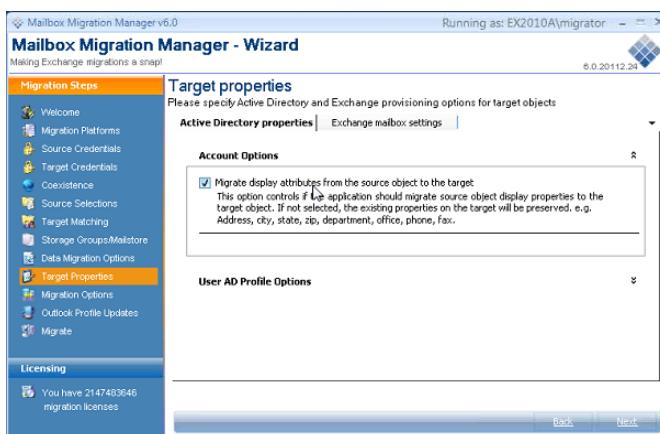 Mailbox Migration Manager v6.0
Running as: EX2010A\migrator
Mailbox Migration Manager - Wizard
Making Exchange migrations a snap!
6.0.20112.24
Migration Steps
Welcome
Migration Platforms
Source Credentials
Target Credentials
Coexistence
Source Selections
Target Matching
Storage Groups/Mailstore
Data Migration Options
Target Properties
Migration Options
Outlook Profile Updates
Migrate
Licensing
You have 2147483646
migration licenses
Target properties
Please specify Active Directory and Exchange provisioning options for target objects
Active Directory properties
Exchange mailbox settings
Account Options
Migrate display attributes from the source object to the target
This option controls if the application should migrate source object display properties to the
target object. If not selected, the existing properties on the target will be preserved. e.g.
Address, city, state, zip, department, office, phone, fax.
User AD Profile Options
Back
Next